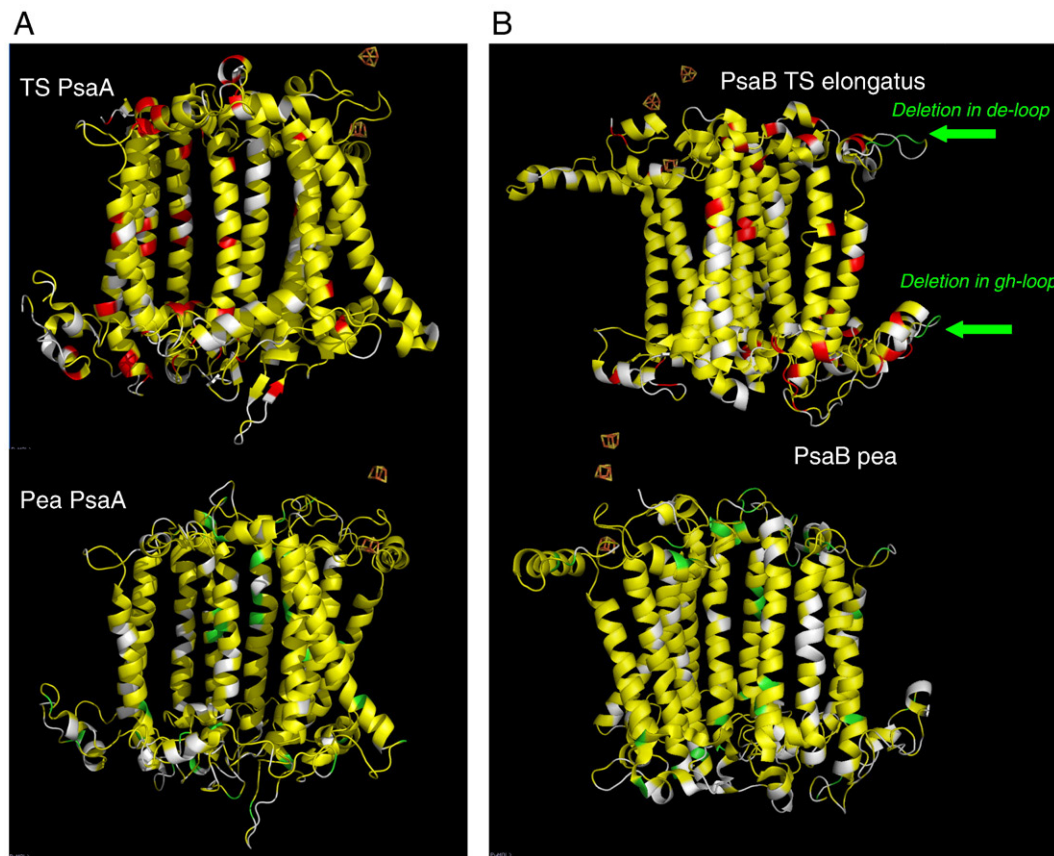 A
B
TS PsaA
PsaB TS elongatus
Deletion in de-loop
Deletion in gh-loop
Pea PsaA
PsaB pea